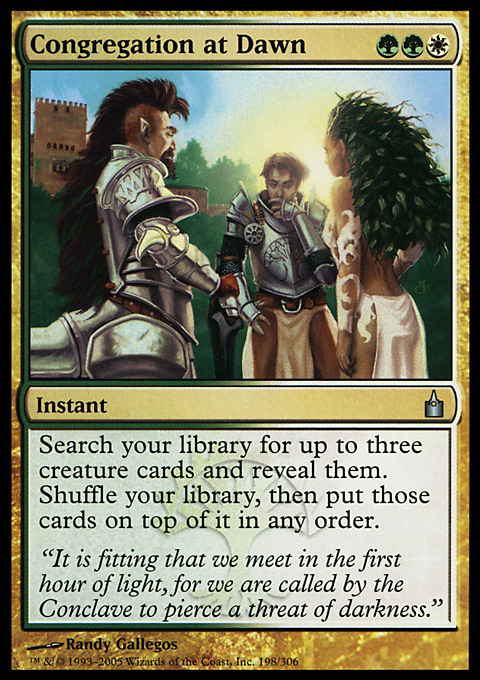 Congregation at Dawn
Instant
Search your library for up to three
creature cards and reveal them.
Shuffle your library, then put those
cards on top of it in any order.
“It is fitting that we meet in the first
hour of light, for we are called by the
Conclave to pierce a threat of darkness.”
Randy Gallegos
™ & © 1993–2005 Wizards of the Coast, Inc. 198/306